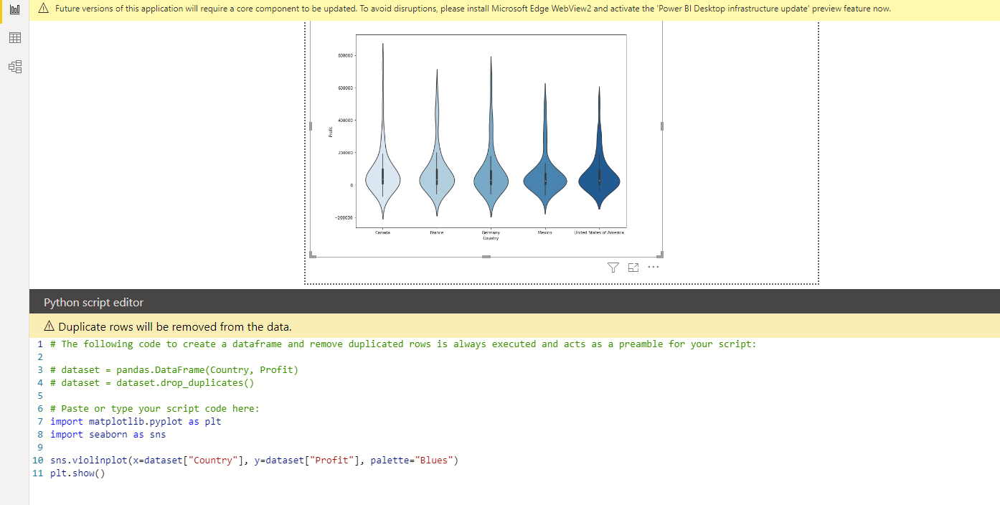 Future versions of this application will require a core component to be updated. To avoid disruptions, please install Microsoft Edge WebView2 and activate the 'Power BI Desktop infrastructure update' preview feature now.
800000
600000
400000
200000
0
−200000
Profit
Canada
France
Germany
Mexico
United States of America
Country
Python script editor
Duplicate rows will be removed from the data.
1 # The following code to create a dataframe and remove duplicated rows is always executed and acts as a preamble for your script:
2
3 # dataset = pandas.DataFrame(Country, Profit)
4 # dataset = dataset.drop_duplicates()
5
6 # Paste or type your script code here:
7 import matplotlib.pyplot as plt
8 import seaborn as sns
9
10 sns.violinplot(x=dataset["Country"], y=dataset["Profit"], palette="Blues")
11 plt.show()